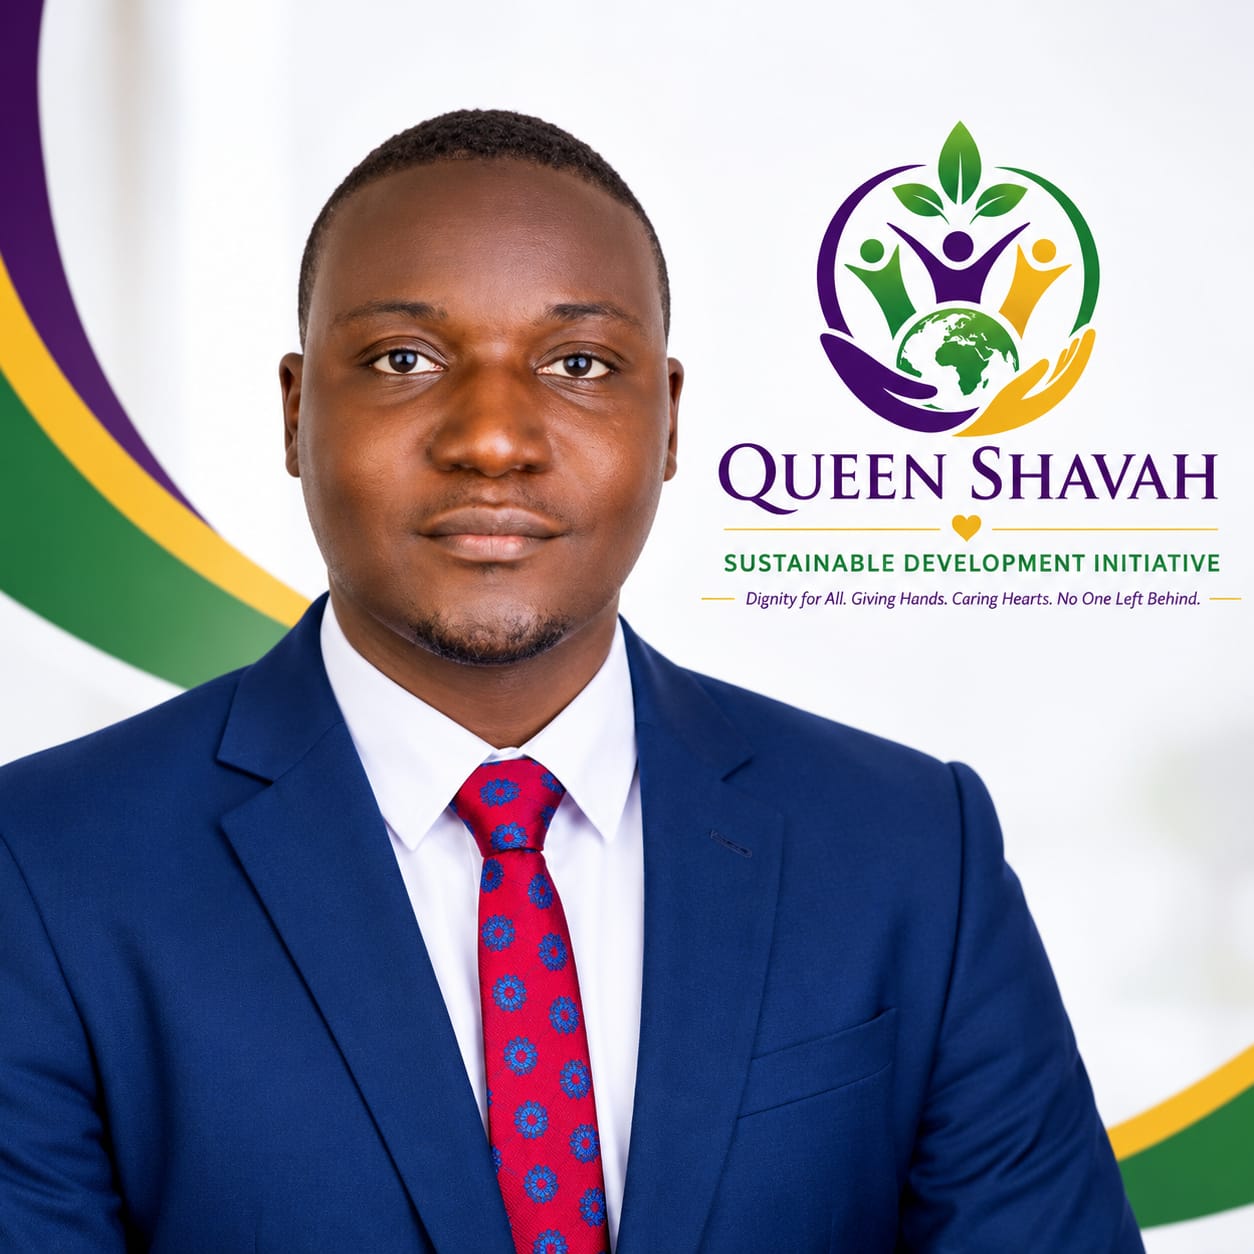 QUEEN SHAVAH
SUSTAINABLE DEVELOPMENT INITIATIVE
Dignity for All. Giving Hands. Caring Hearts. No One Left Behind.